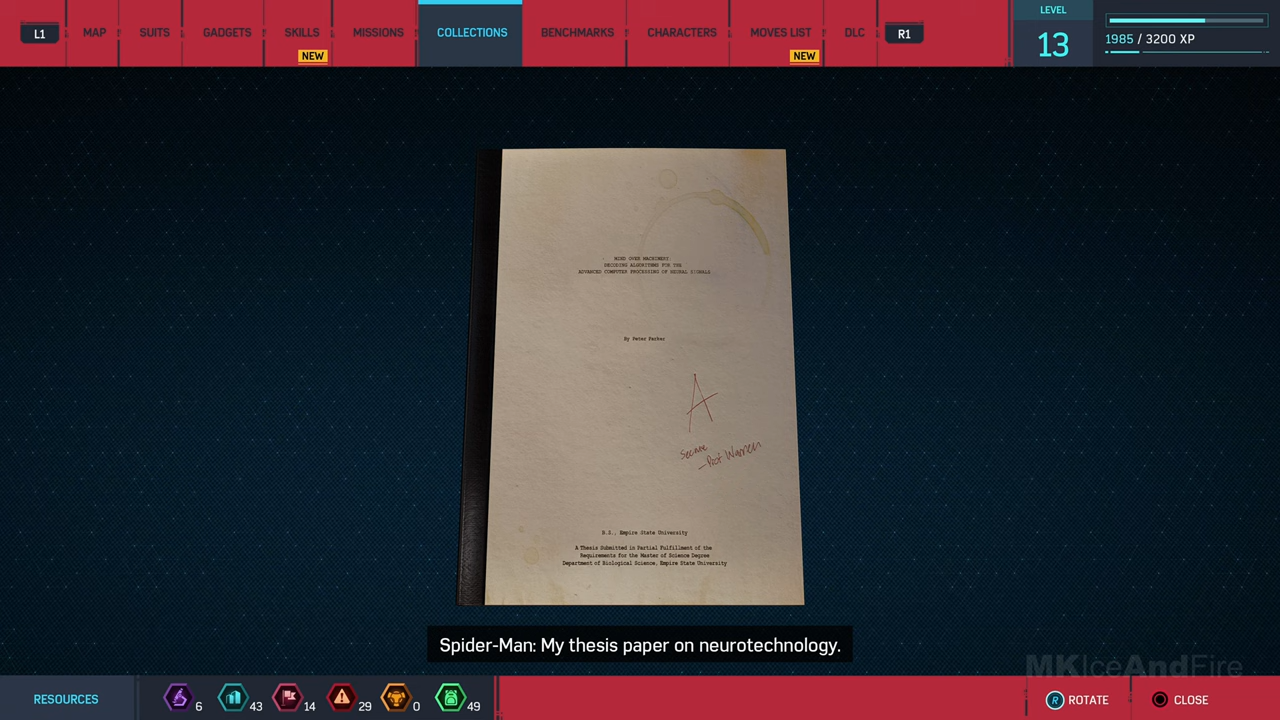 L1
MAP
SUITS
GADGETS
SKILLS
NEW
MISSIONS
COLLECTIONS
BENCHMARKS
CHARACTERS
MOVES LIST
NEW
DLC
R1
LEVEL
13
1985 / 3200 XP
MIND OVER MACHINERY
DECODING ALGORITHMS FOR THE
ADVANCED COMPUTER PROCESSING OF NEURAL SIGNALS
By Peter Parker
A
- Prof Warren
B.S., Empire State University
A Thesis Submitted in Partial Fulfillment of the
Requirements for the Master of Science Degree
Department of Biological Science, Empire State University
Spider-Man: My thesis paper on neurotechnology.
MKIceAndFire
RESOURCES
6
43
14
29
0
49
R ROTATE
CLOSE